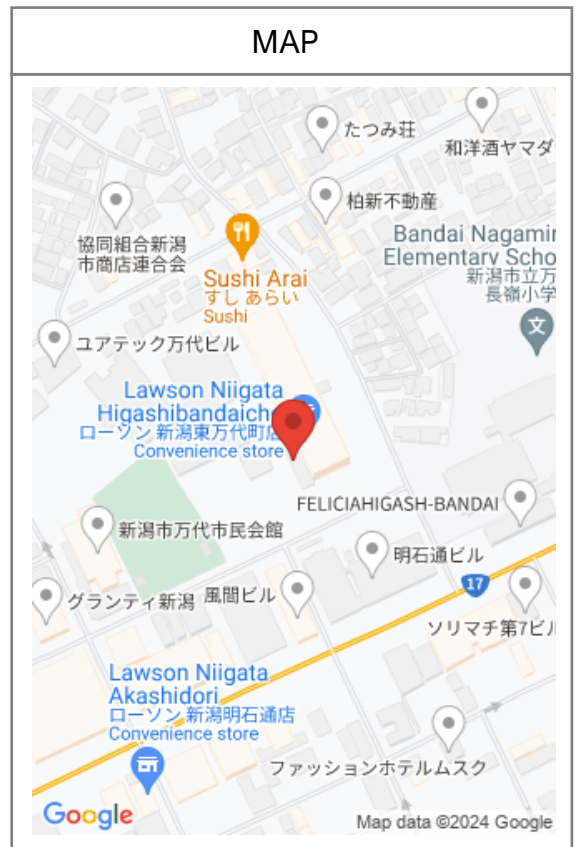 MAP
たつみ荘
和洋酒ヤマダ
柏新不動産
協同組合新潟
市商店連合会
Bandai Nagamin
Elementary Scho
新潟市立万
長嶺小学
Sushi Arai
すし あらい
Sushi
ユアテック万代ビル
Lawson Niigata
Higashibandaicho
ローソン 新潟東万代町店
Convenience store
FELICIAHIGASH-BANDAI
新潟市万代市民会館
明石通ビル
17
グランティ新潟
風間ビル
ソリマチ第7ビル
Lawson Niigata
Akashidori
ローソン 新潟明石通店
Convenience store
ファッションホテルムスク
Google
Map data ©2024 Google